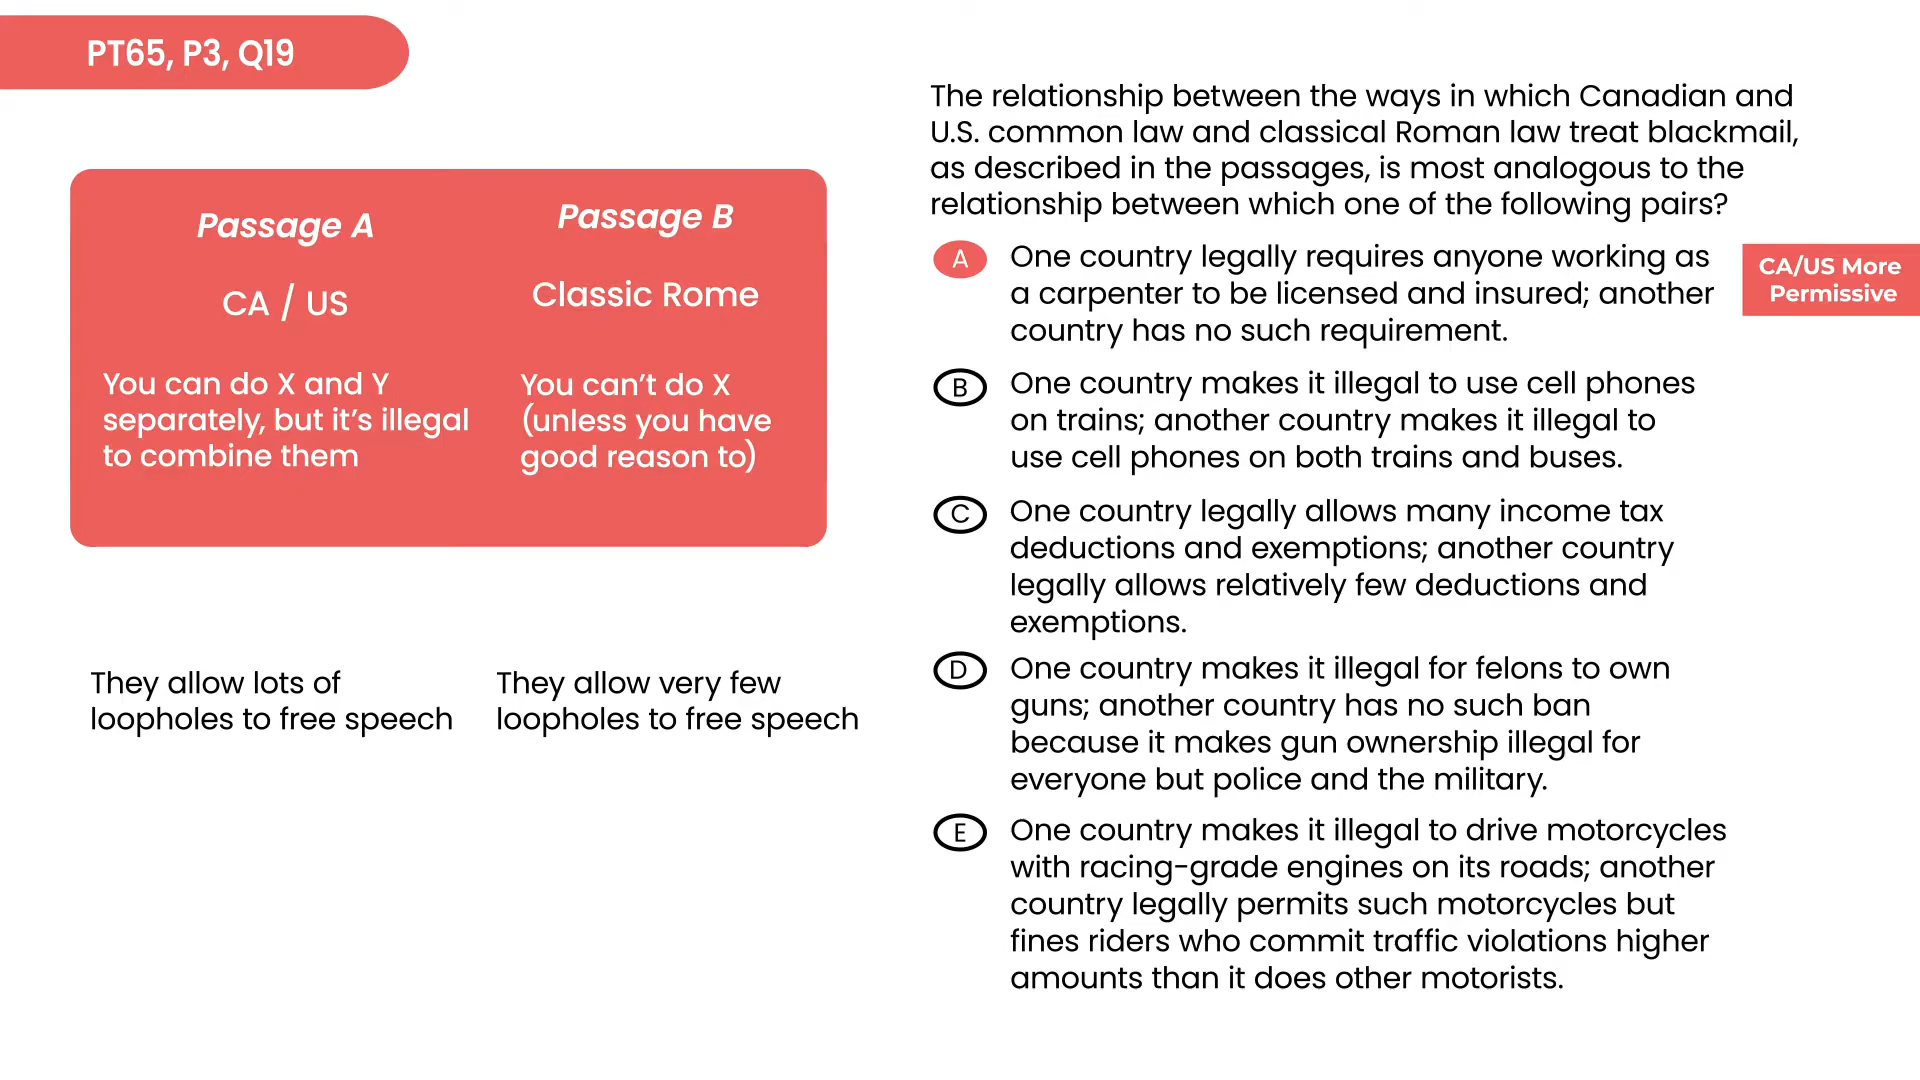 PT65, P3, Q19
Passage A
CA / US
You can do X and Y
separately, but it's illegal
to combine them
Passage B
Classic Rome
You can't do X
(unless you have
good reason to)
They allow lots of
loopholes to free speech
They allow very few
loopholes to free speech
The relationship between the ways in which Canadian and
U.S. common law and classical Roman law treat blackmail,
as described in the passages, is most analogous to the
relationship between which one of the following pairs?
A One country legally requires anyone working as
a carpenter to be licensed and insured; another
country has no such requirement.
CA/US More
Permissive
B One country makes it illegal to use cell phones
on trains; another country makes it illegal to
use cell phones on both trains and buses.
C One country legally allows many income tax
deductions and exemptions; another country
legally allows relatively few deductions and
exemptions.
D One country makes it illegal for felons to own
guns; another country has no such ban
because it makes gun ownership illegal for
everyone but police and the military.
E One country makes it illegal to drive motorcycles
with racing-grade engines on its roads; another
country legally permits such motorcycles but
fines riders who commit traffic violations higher
amounts than it does other motorists.